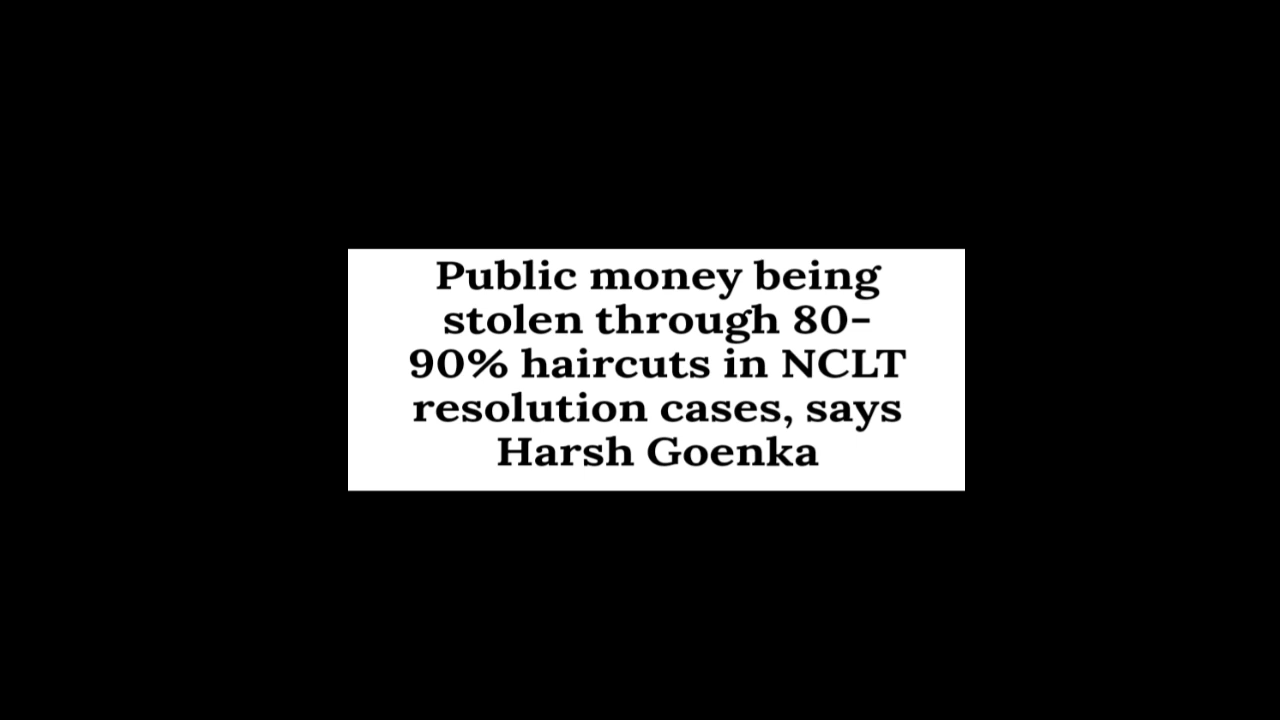 Public money being
stolen through 80-
90% haircuts in NCLT
resolution cases, says
Harsh Goenka